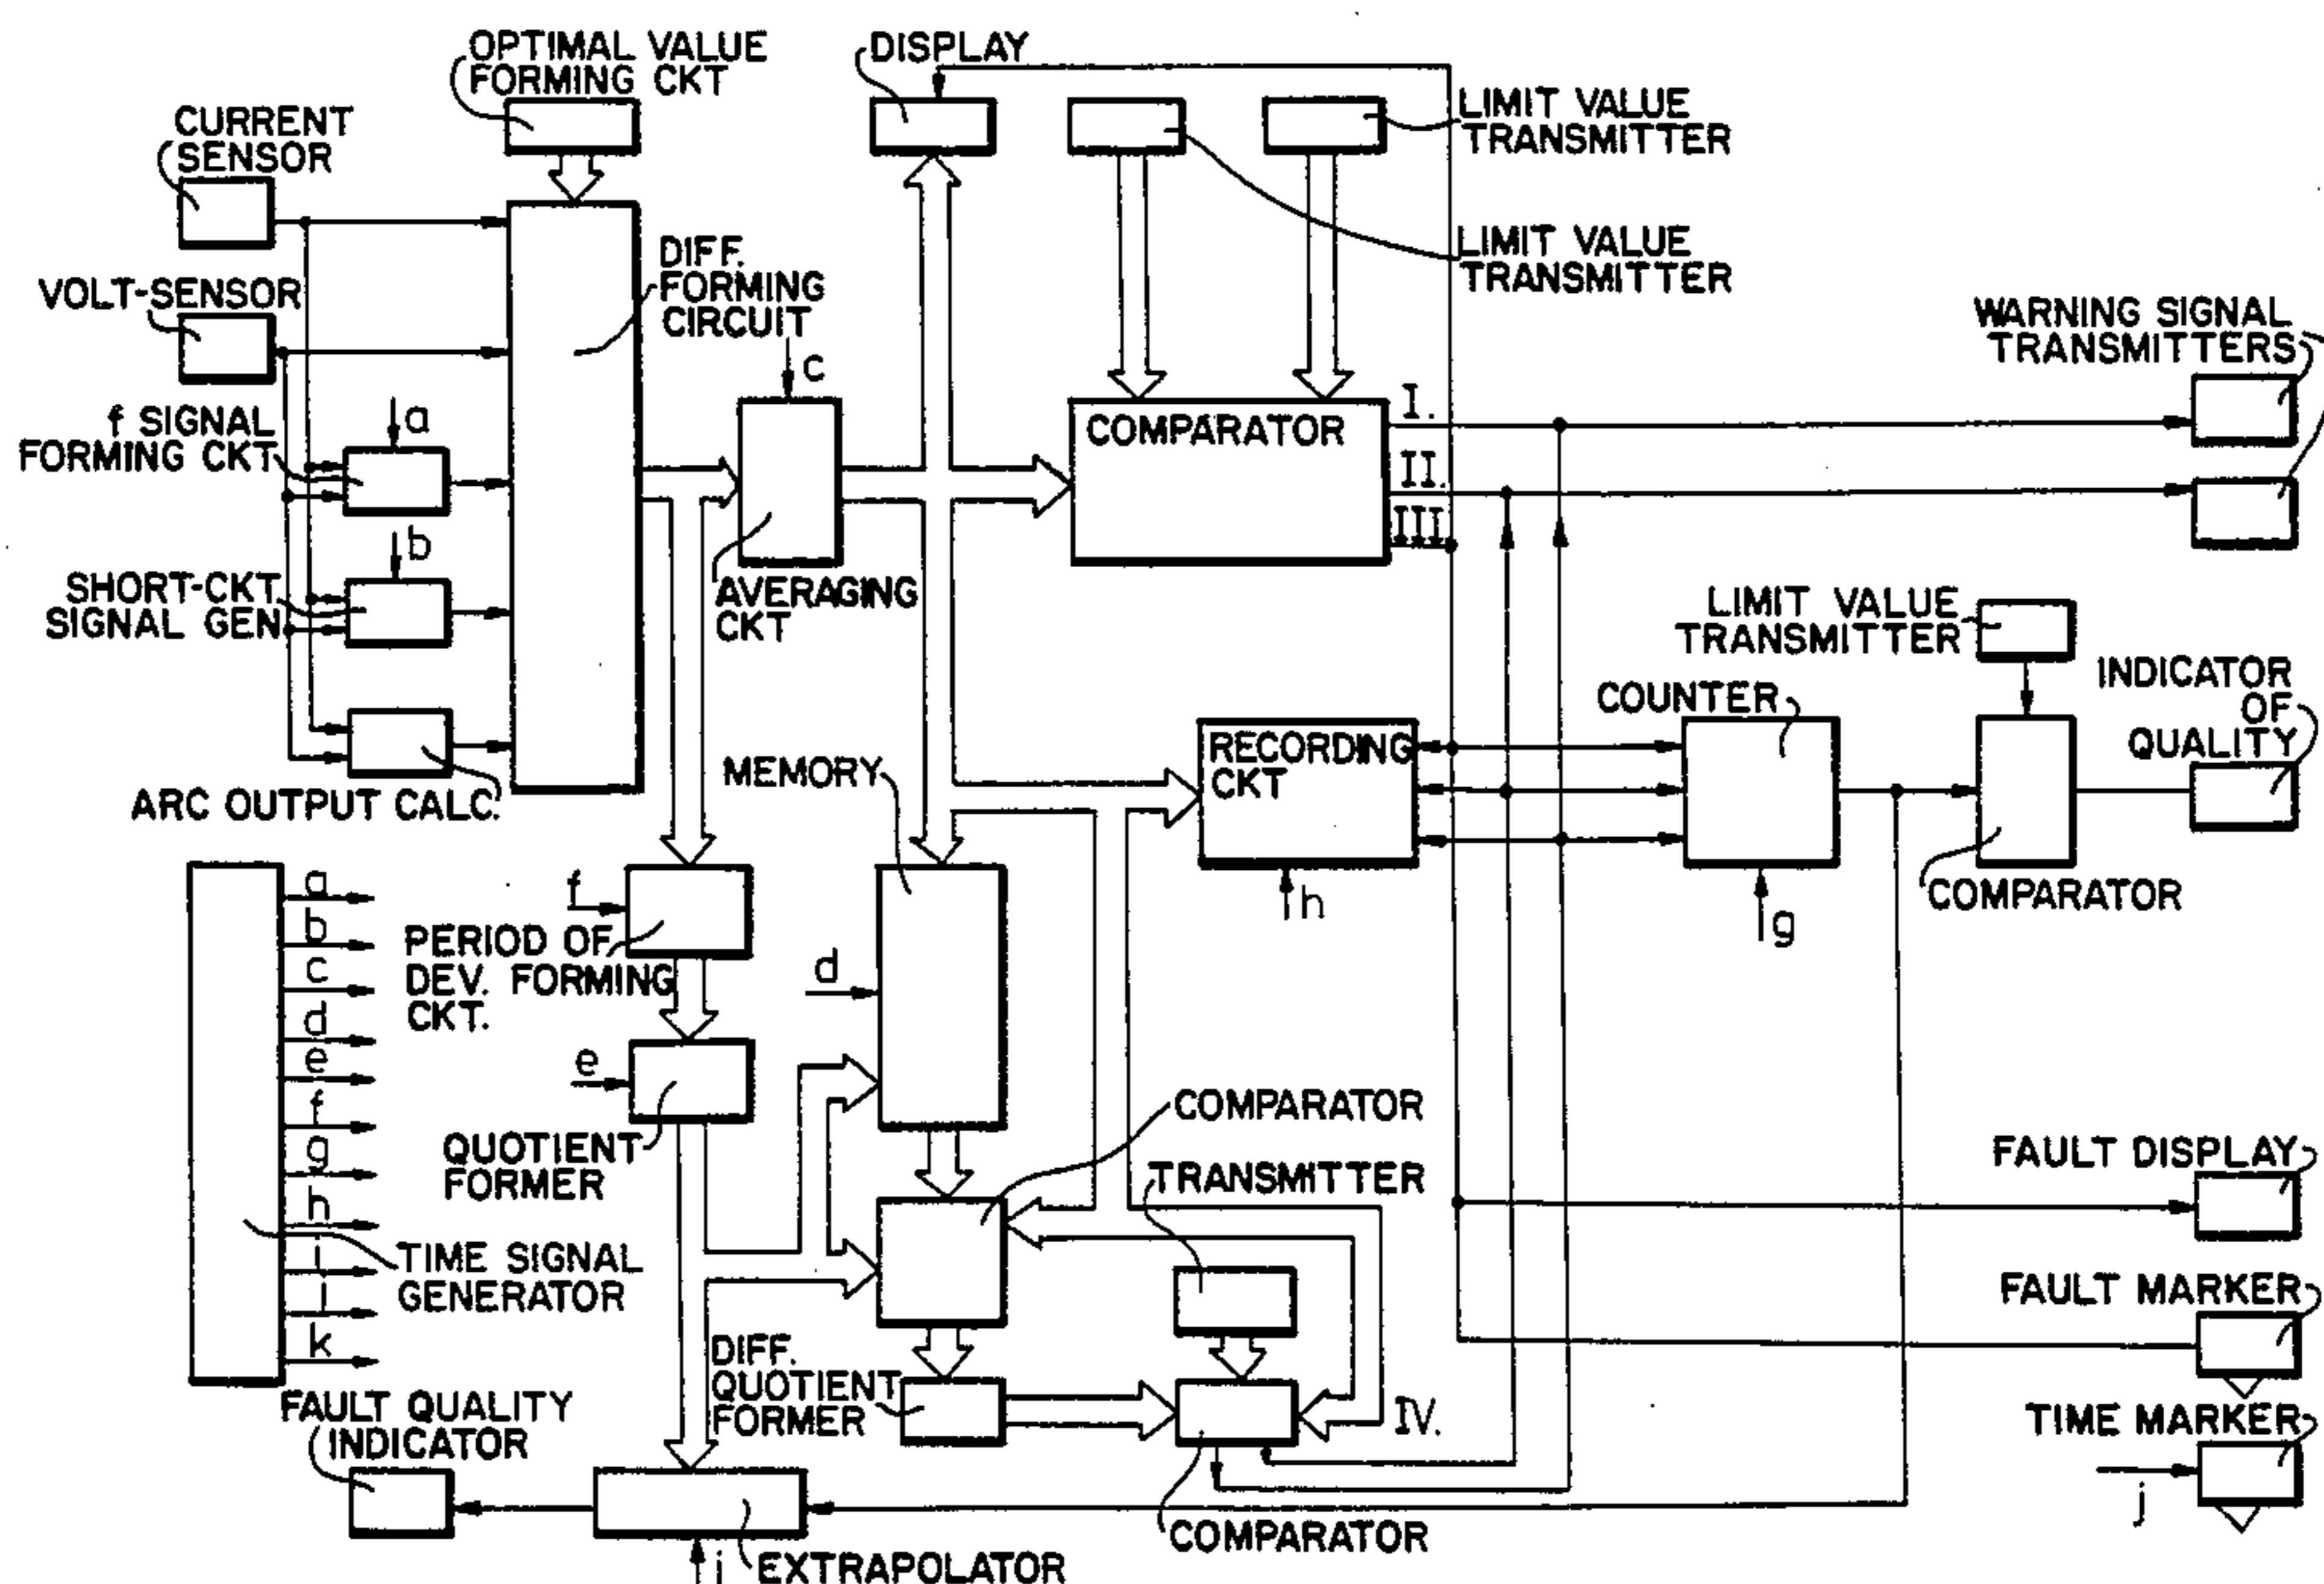 OPTIMAL VALUE
FORMING CKT
DISPLAY
CURRENT
SENSOR
LIMIT VALUE
TRANSMITTER
VOLT-SENSOR
DIFF.
FORMING
CIRCUIT
LIMIT VALUE
TRANSMITTER
WARNING SIGNAL
TRANSMITTERS
c
f SIGNAL
FORMING CKT
a
COMPARATOR
I.
II.
III.
b
SHORT-CKT
SIGNAL GEN
AVERAGING
CKT
LIMIT VALUE
TRANSMITTER
INDICATOR
OF
QUALITY
COUNTER
RECORDING
CKT
MEMORY
ARC OUTPUT CALC.
COMPARATOR
h
g
a
b
c
d
e
f
g
h
i
j
k
f
PERIOD OF
DEV. FORMING
CKT.
d
e
COMPARATOR
QUOTIENT
FORMER
TRANSMITTER
FAULT DISPLAY
TIME SIGNAL
GENERATOR
FAULT MARKER
DIFF.
QUOTIENT
FORMER
IV.
TIME MARKER
j
FAULT QUALITY
INDICATOR
COMPARATOR
i
EXTRAPOLATOR